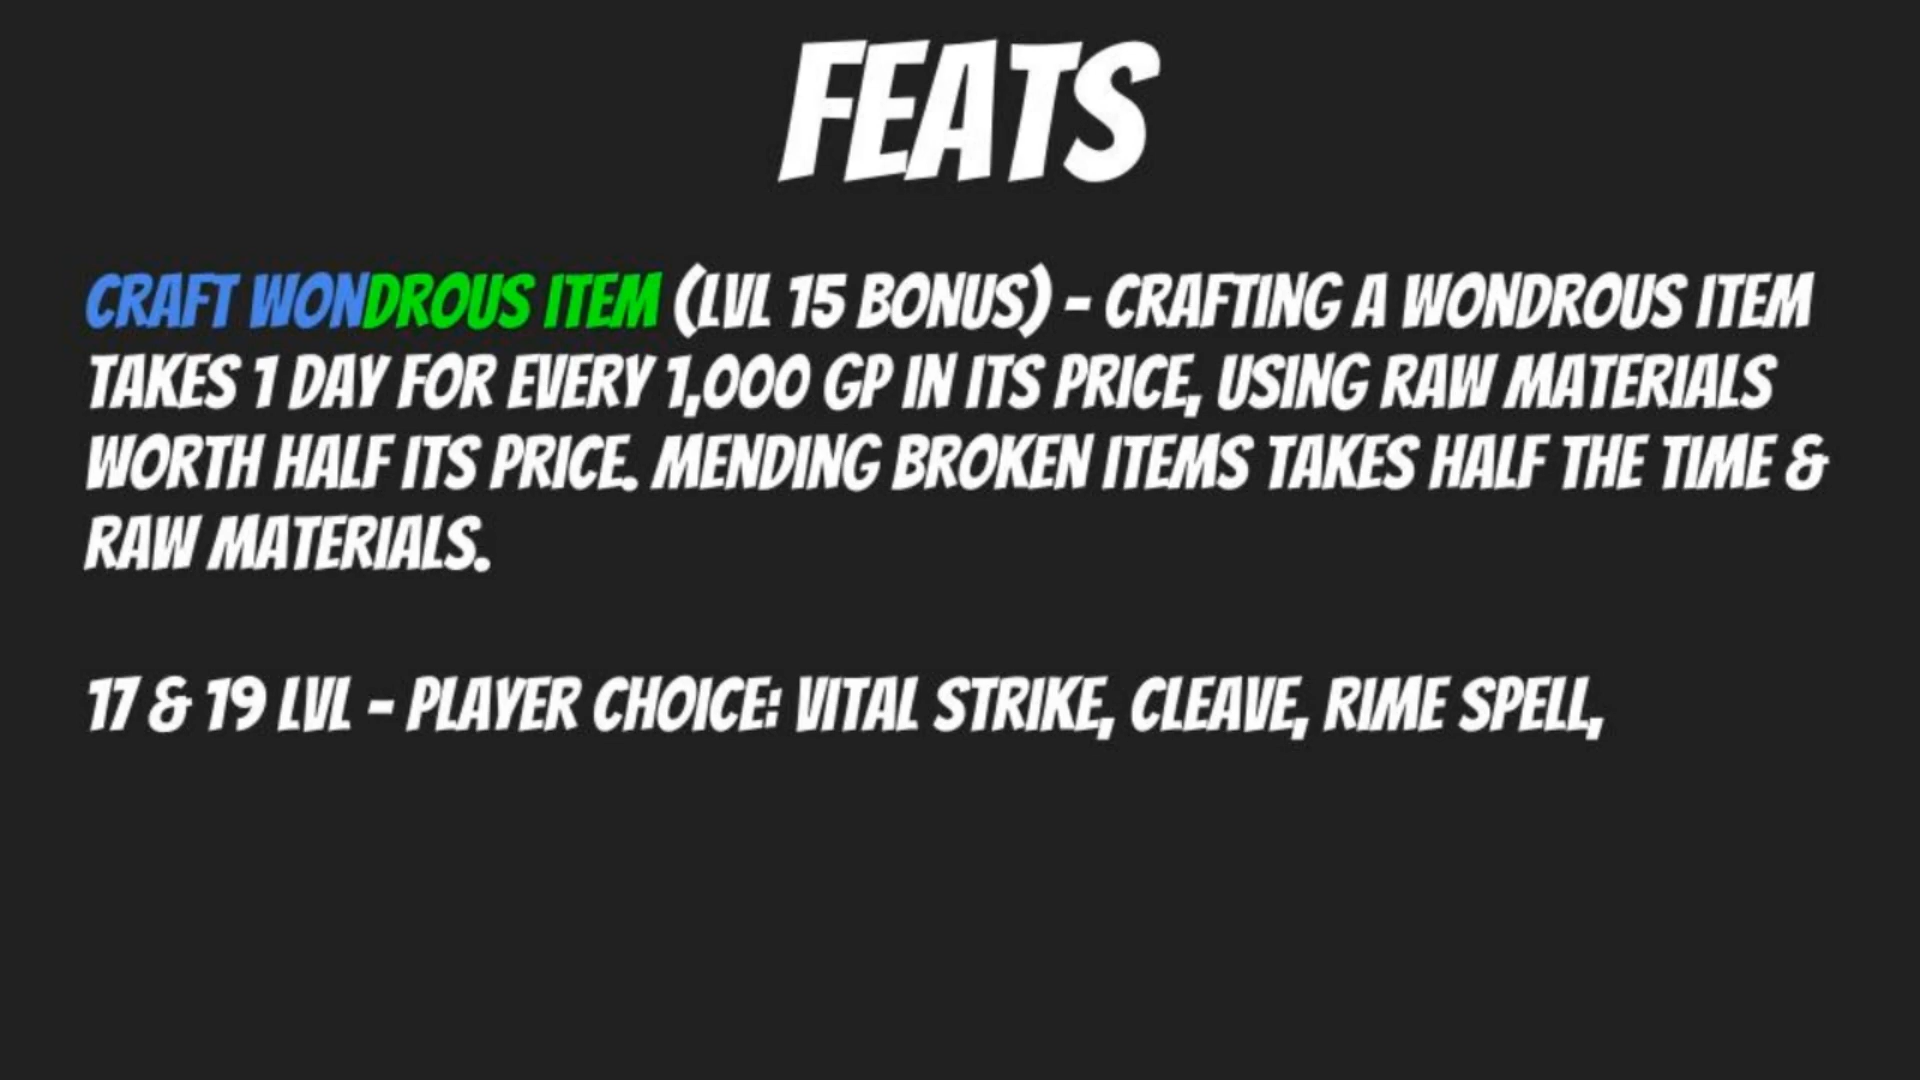 FEATS
CRAFT WONDROUS ITEM (LVL 15 BONUS) - CRAFTING A WONDROUS ITEM
TAKES 1 DAY FOR EVERY 1,000 GP IN ITS PRICE, USING RAW MATERIALS
WORTH HALF ITS PRICE. MENDING BROKEN ITEMS TAKES HALF THE TIME &
RAW MATERIALS.
17 & 19 LVL - PLAYER CHOICE: VITAL STRIKE, CLEAVE, RIME SPELL,